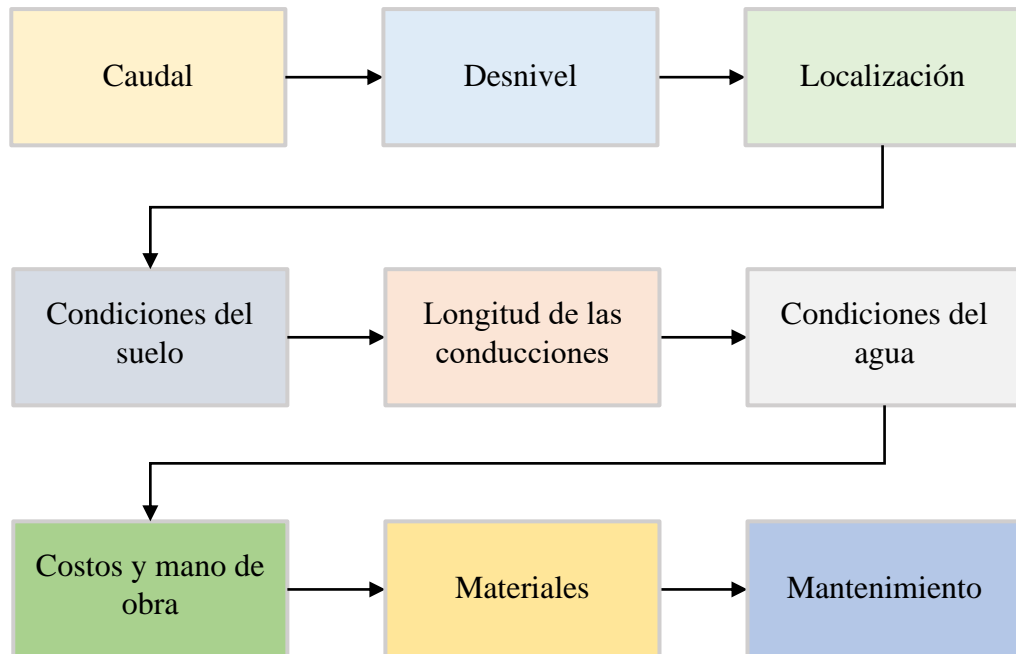 Caudal
Desnivel
Localización
Condiciones del
suelo
Longitud de las
conducciones
Condiciones del
agua
Costos y mano de
obra
Materiales
Mantenimiento